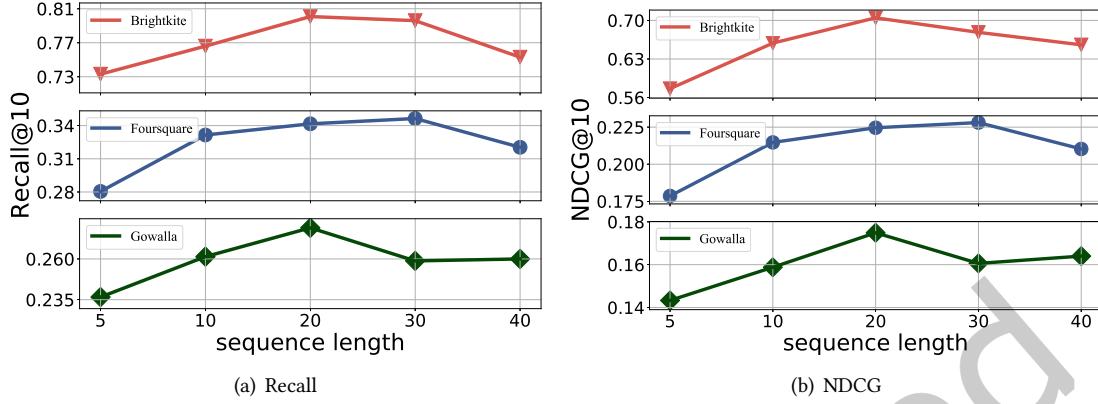 0.81
0.77
0.73
Brightkite
0.34
0.31
0.28
Foursquare
0.260
0.235
Gowalla
Recall@10
5 10 20 30 40
sequence length
(a) Recall
0.70
0.63
0.56
Brightkite
0.225
0.200
0.175
Foursquare
0.18
0.16
0.14
Gowalla
NDCG@10
5 10 20 30 40
sequence length
(b) NDCG